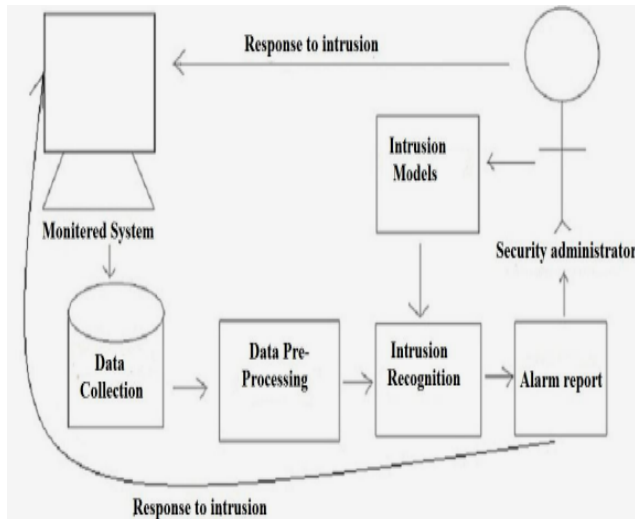 Response to intrusion
Intrusion
Models
Monitered System
Security administrator
Data
Collection
Data Pre-
Processing
Intrusion
Recognition
Alarm report
Response to intrusion